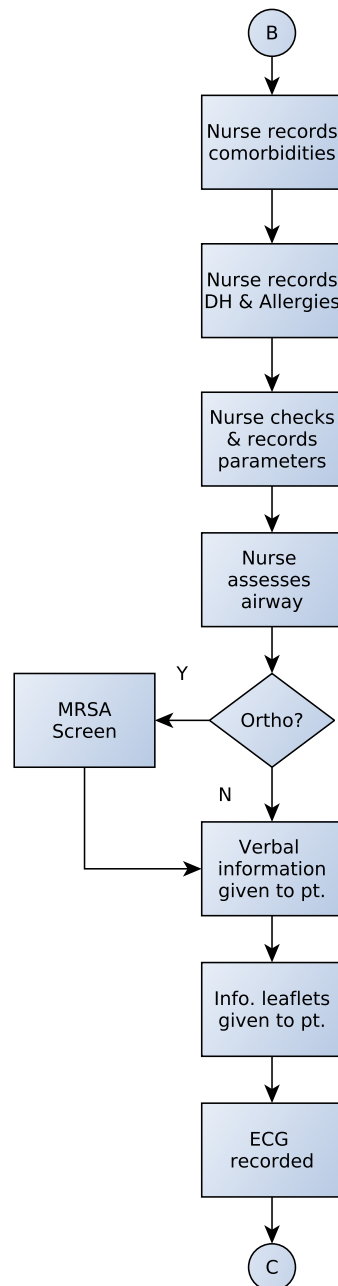 B
Nurse records
comorbidities
Nurse records
DH & Allergies
Nurse checks
& records
parameters
Nurse
assesses
airway
Y
MRSA
Screen
Ortho?
N
Verbal
information
given to pt.
Info. leaflets
given to pt.
ECG
recorded
C